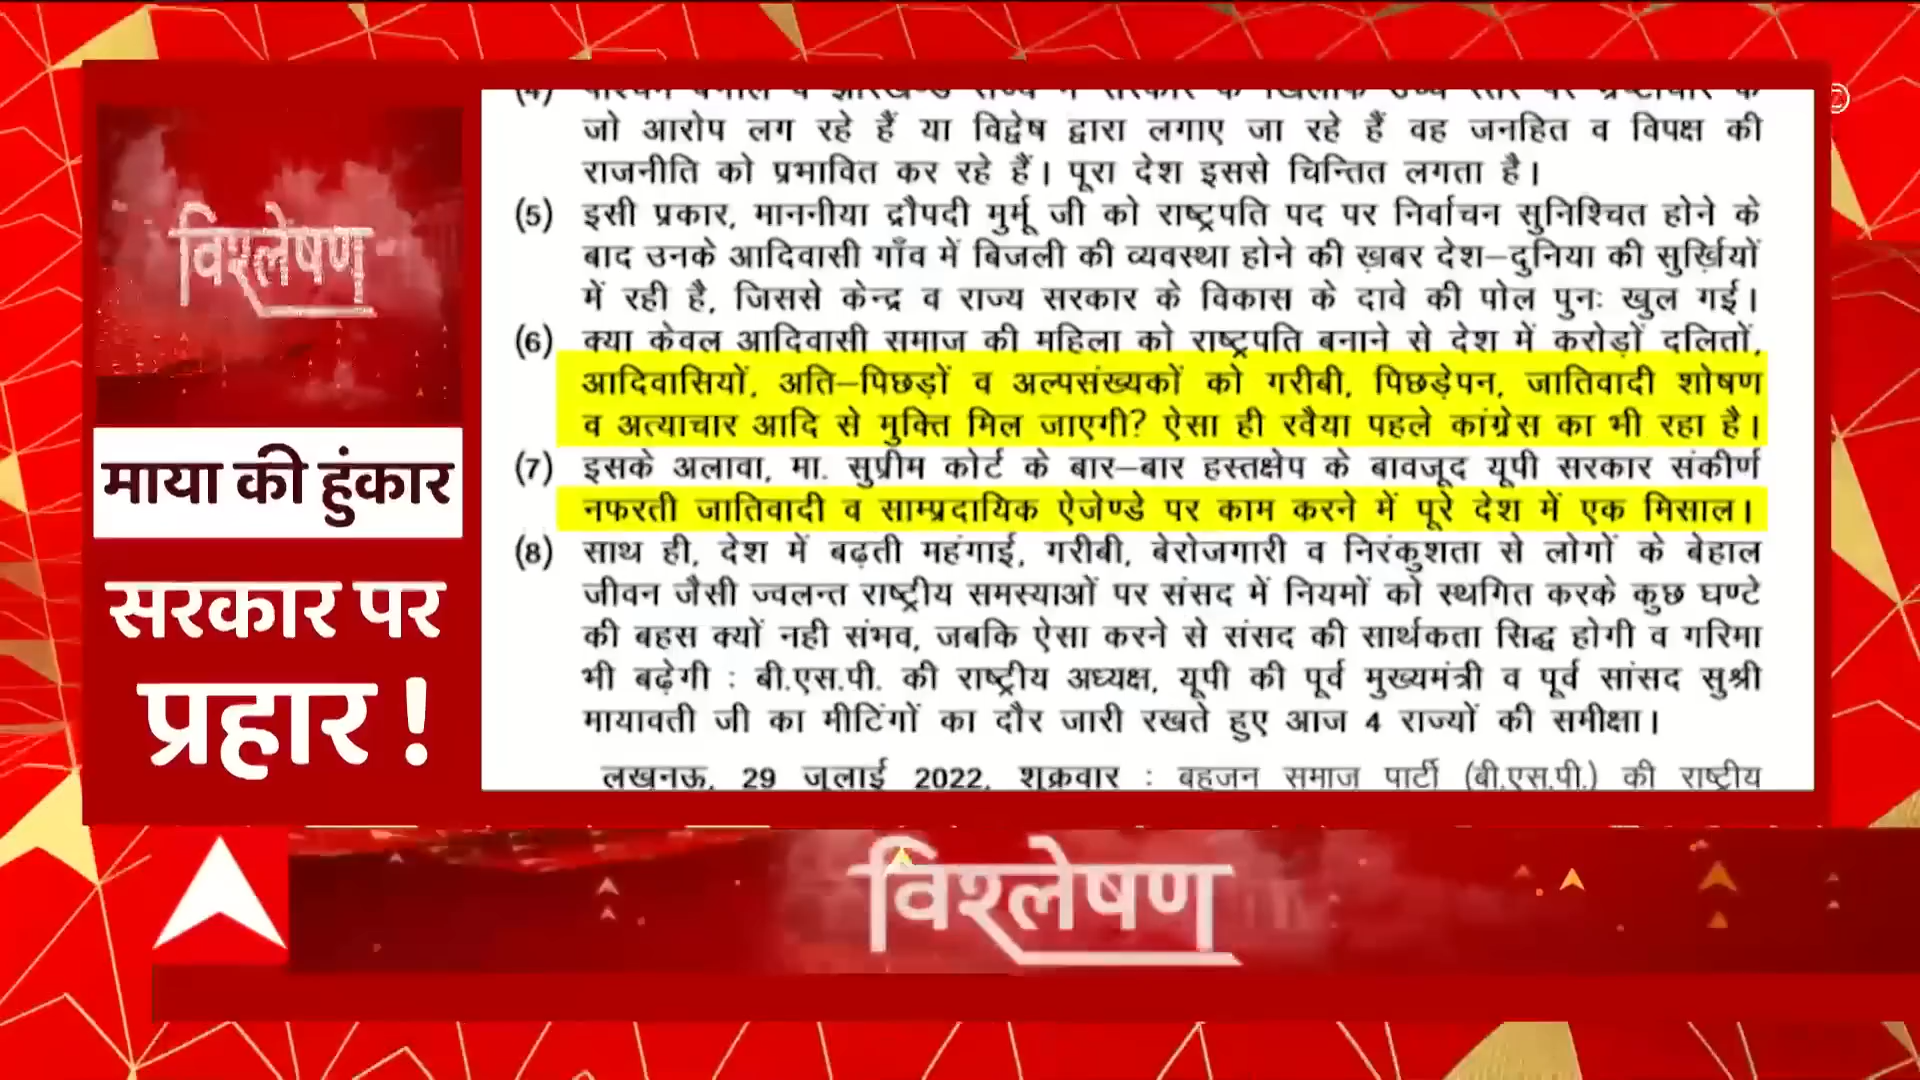 विश्लेषण
माया की हुंकार
सरकार पर
प्रहार !
जो आरोप लग रहे हैं या विद्वेष द्वारा लगाए जा रहे हैं वह जनहित व विपक्ष की
राजनीति को प्रभावित कर रहे हैं। पूरा देश इससे चिन्तित लगता है।
(5) इसी प्रकार, माननीया द्रौपदी मुर्मू जी को राष्ट्रपति पद पर निर्वाचन सुनिश्चित होने के
बाद उनके आदिवासी गाँव में बिजली की व्यवस्था होने की ख़बर देश–दुनिया की सुर्ख़ियों
में रही है, जिससे केन्द्र व राज्य सरकार के विकास के दावे की पोल पुनः खुल गई।
(6) क्या केवल आदिवासी समाज की महिला को राष्ट्रपति बनाने से देश में करोड़ों दलितों,
आदिवासियों, अति–पिछड़ों व अल्पसंख्यकों को गरीबी, पिछड़ेपन, जातिवादी शोषण
व अत्याचार आदि से मुक्ति मिल जाएगी? ऐसा ही रवैया पहले कांग्रेस का भी रहा है।
(7) इसके अलावा, मा. सुप्रीम कोर्ट के बार–बार हस्तक्षेप के बावजूद यूपी सरकार संकीर्ण
नफरती जातिवादी व साम्प्रदायिक ऐजेण्डे पर काम करने में पूरे देश में एक मिसाल।
(8) साथ ही, देश में बढ़ती महंगाई, गरीबी, बेरोजगारी व निरंकुशता से लोगों के बेहाल
जीवन जैसी ज्वलन्त राष्ट्रीय समस्याओं पर संसद में नियमों को स्थगित करके कुछ घण्टे
की बहस क्यों नही संभव, जबकि ऐसा करने से संसद की सार्थकता सिद्ध होगी व गरिमा
भी बढ़ेगी : बी.एस.पी. की राष्ट्रीय अध्यक्ष, यूपी की पूर्व मुख्यमंत्री व पूर्व सांसद सुश्री
मायावती जी का मीटिंगों का दौर जारी रखते हुए आज 4 राज्यों की समीक्षा।
लखनऊ, 29 जुलाई 2022, शुक्रवार : बहुजन समाज पार्टी (बी.एस.पी.) की राष्ट्रीय
विश्लेषण